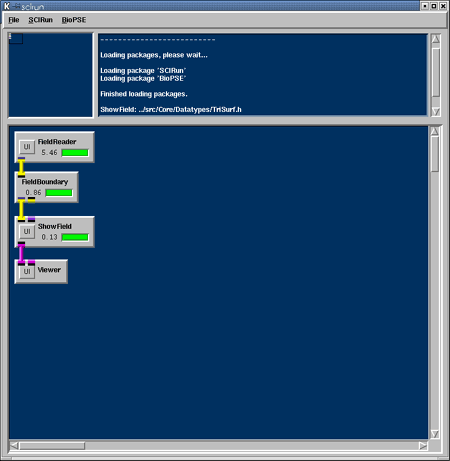 SCIRun
File SCIRun BioPSE
Loading packages, please wait...
Loading package "SCIRun"
Loading package "BioPSE"
Finished loading packages.
ShowField: ../src/Core/Datatypes/TriSurf.h
UI FieldReader
5.46
FieldBoundary
0.86
UI ShowField
0.13
UI Viewer